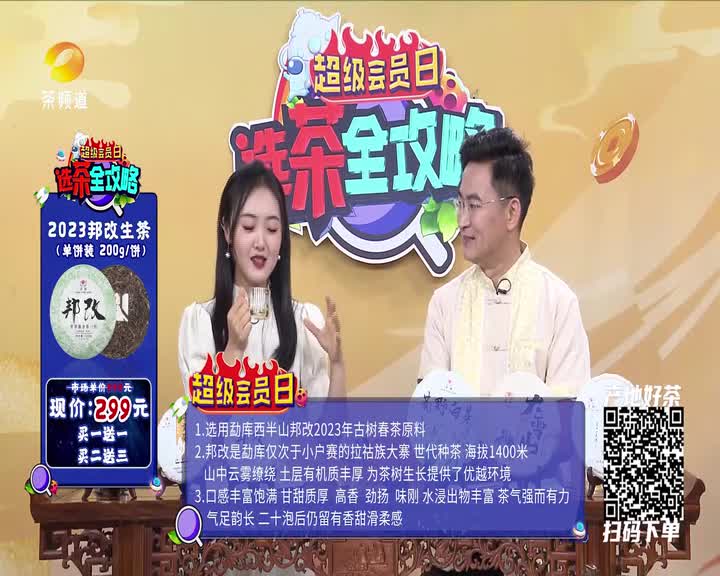 茶频道
超级会员日
选茶全攻略
超级会员日
选茶全攻略
2023邦改生茶
(单饼装 200g/饼)
邦改
现价:299元
买一送一
买二送三
超级会员日
1.选用勐库西半山邦改2023年古树春茶原料
2.邦改是勐库仅次于小户赛的拉祜族大寨 世代种茶 海拔1400米
山中云雾缭绕 土层有机质丰厚 为茶树生长提供了优越环境
3.口感丰富饱满 甘甜质厚 高香 劲扬 味刚 水浸出物丰富 茶气强而有力
气足韵长 二十泡后仍留有香甜滑柔感
产地好茶
扫码下单